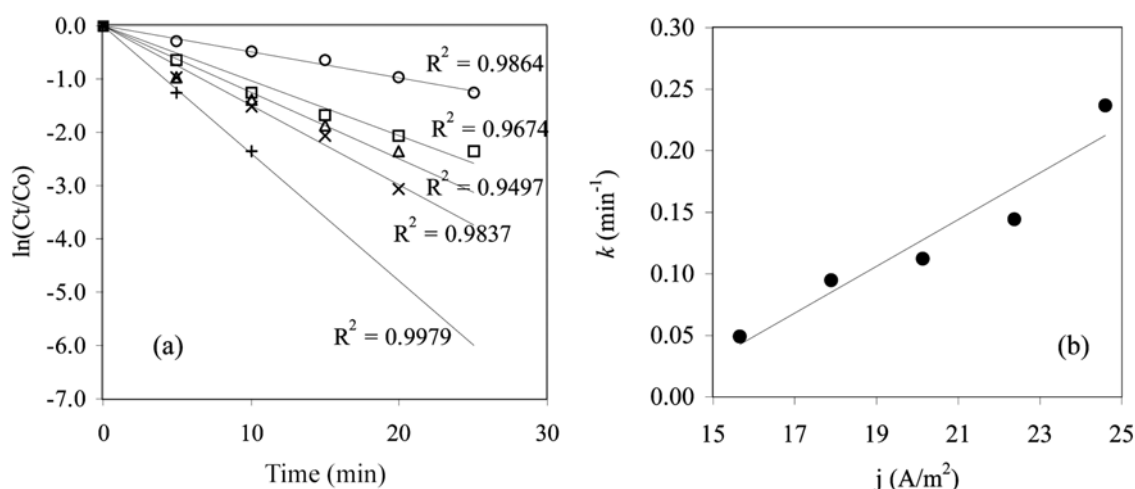 0.0
-1.0
-2.0
-3.0
-4.0
-5.0
-6.0
-7.0
ln(Ct/Co)
R² = 0.9864
R² = 0.9674
R² = 0.9497
R² = 0.9837
R² = 0.9979
(a)
0 10 20 30
Time (min)
0.30
0.25
0.20
0.15
0.10
0.05
0.00
k (min⁻¹)
(b)
15 17 19 21 23 25
j (A/m²)